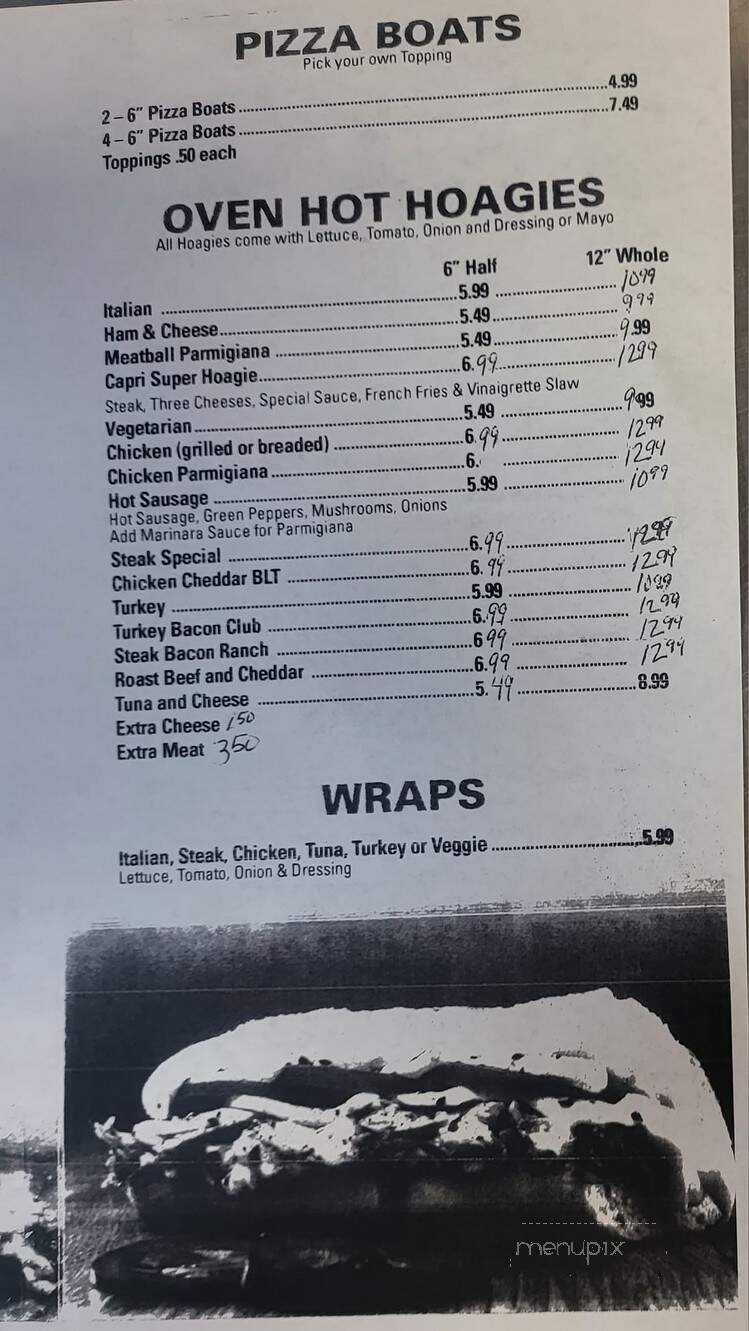 PIZZA BOATS
Pick your own Topping
2 – 6" Pizza Boats ........ 4.99
4 – 6" Pizza Boats ........ 7.49
Toppings .50 each
OVEN HOT HOAGIES
All Hoagies come with Lettuce, Tomato, Onion and Dressing or Mayo
6" Half 12" Whole
Italian ........ 5.99 ........ 1099
Ham & Cheese ........ 5.49 ........ 999
Meatball Parmigiana ........ 5.49 ........ 9.99
Capri Super Hoagie ........ 6.99 ........ 1299
Steak, Three Cheeses, Special Sauce, French Fries & Vinaigrette Slaw
Vegetarian ........ 5.49 ........ 999
Chicken (grilled or breaded) ........ 6.99 ........ 1299
Chicken Parmigiana ........ 6. ........ 1299
Hot Sausage ........ 5.99 ........ 1099
Hot Sausage, Green Peppers, Mushrooms, Onions
Add Marinara Sauce for Parmigiana
Steak Special ........ 6.99 ........ 1299
Chicken Cheddar BLT ........ 6.99 ........ 1299
Turkey ........ 5.99 ........ 1099
Turkey Bacon Club ........ 6.99 ........ 1299
Steak Bacon Ranch ........ 699 ........ 1299
Roast Beef and Cheddar ........ 6.99 ........ 1299
Tuna and Cheese ........ 5.49 ........ 8.99
Extra Cheese 150
Extra Meat 350
WRAPS
Italian, Steak, Chicken, Tuna, Turkey or Veggie ........ 5.99
Lettuce, Tomato, Onion & Dressing
menupix